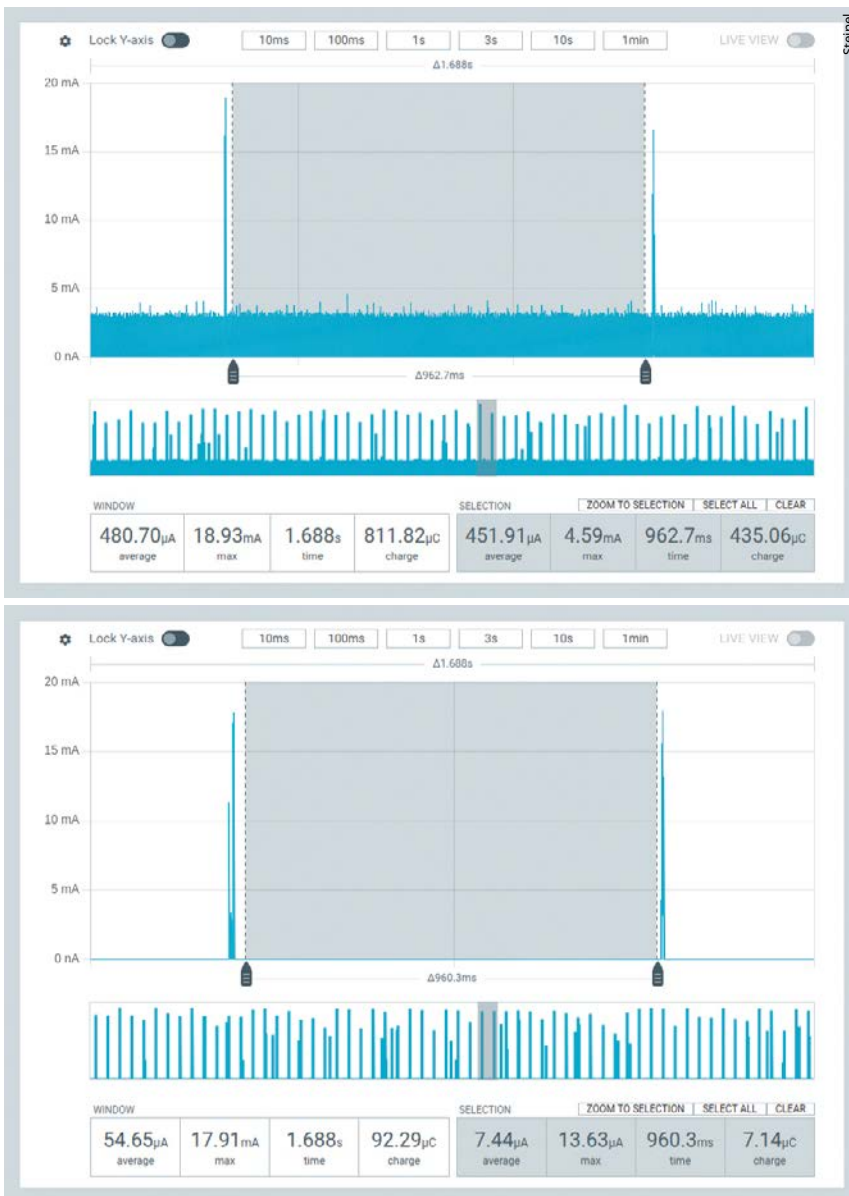 Steinel
Lock Y-axis 10ms 100ms 1s 3s 10s 1min LIVE VIEW
Δ1.688s
20 mA
15 mA
10 mA
5 mA
0 nA
Δ962.7ms
WINDOW SELECTION ZOOM TO SELECTION SELECT ALL CLEAR
480.70µA 18.93mA 1.688s 811.82µC 451.91µA 4.59mA 962.7ms 435.06µC
average max time charge average max time charge
Lock Y-axis 10ms 100ms 1s 3s 10s 1min LIVE VIEW
Δ1.688s
20 mA
15 mA
10 mA
5 mA
0 nA
Δ960.3ms
WINDOW SELECTION ZOOM TO SELECTION SELECT ALL CLEAR
54.65µA 17.91mA 1.688s 92.29µC 7.44µA 13.63µA 960.3ms 7.14µC
average max time charge average max time charge